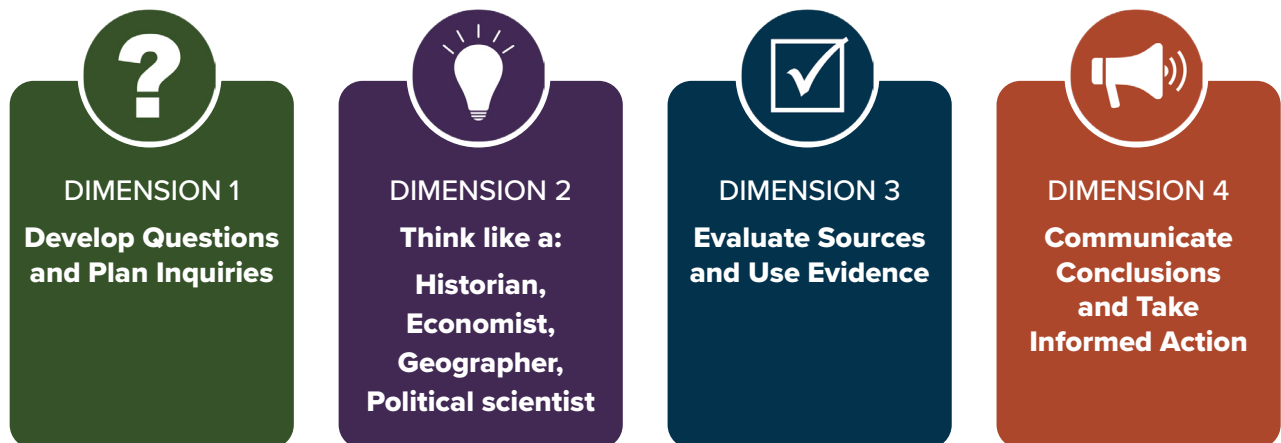 DIMENSION 1
Develop Questions
and Plan Inquiries
DIMENSION 2
Think like a:
Historian,
Economist,
Geographer,
Political scientist
DIMENSION 3
Evaluate Sources
and Use Evidence
DIMENSION 4
Communicate
Conclusions
and Take
Informed Action